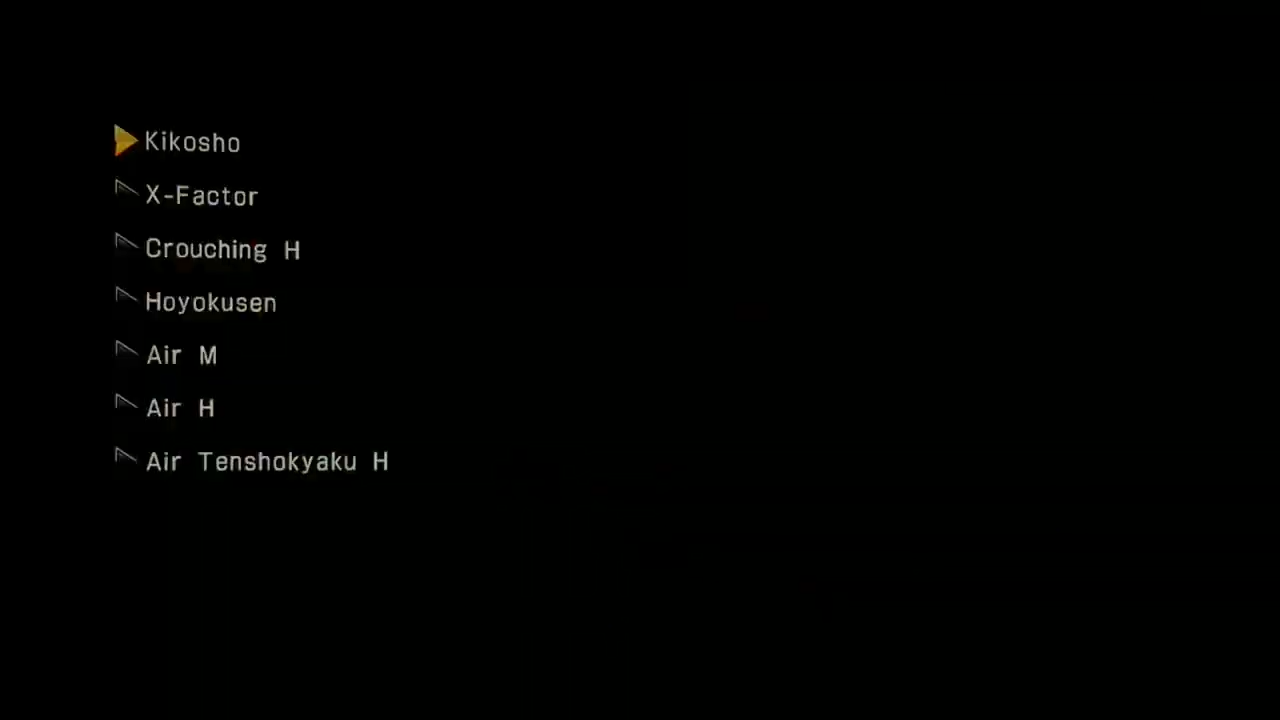 Kikosho
X-Factor
Crouching H
Hoyokusen
Air M
Air H
Air Tenshokyaku H